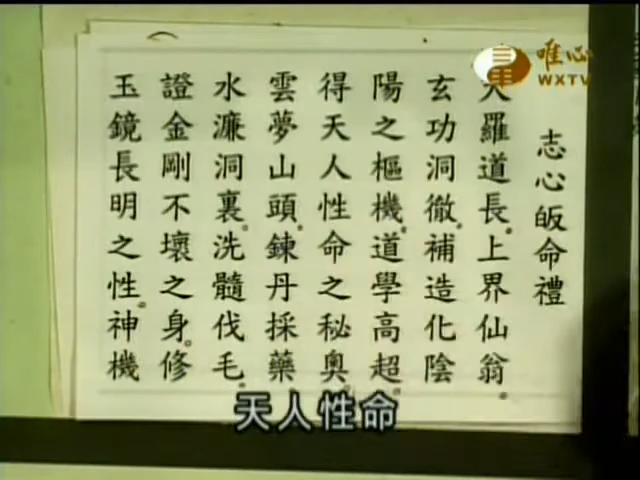 唯心
WXTV
志心皈命禮
大羅道長。上界仙翁。
玄功洞徹。補造化陰
陽之樞機。道學高超。
得天人性命之秘奧。
雲夢山頭。鍊丹採藥。
水濂洞裏。洗髓伐毛。
證金剛不壞之身。修
玉鏡長明之性。神機
天人性命